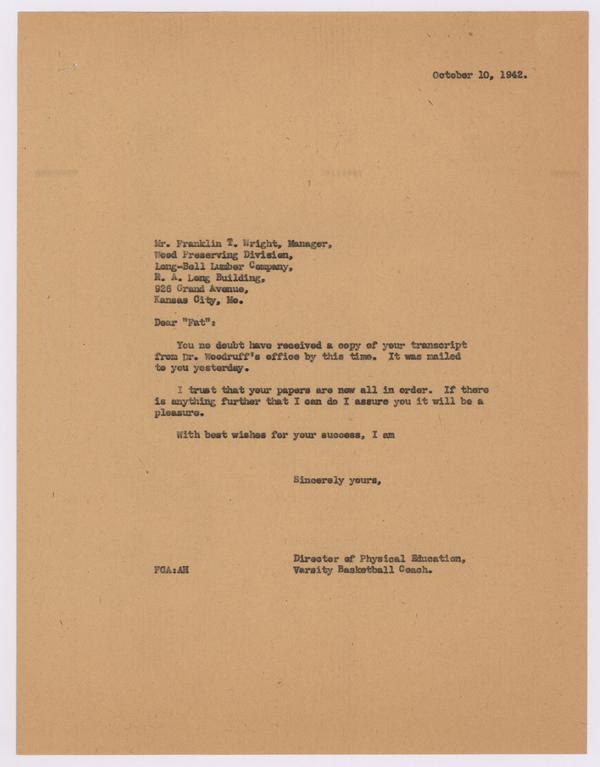 October 10, 1942.
Mr. Franklin T. Wright, Manager,
Wood Preserving Division,
Long-Bell Lumber Company,
R. A. Long Building,
926 Grand Avenue,
Kansas City, Mo.
Dear "Fat":
You no doubt have received a copy of your transcript
from Dr. Woodruff's office by this time. It was mailed
to you yesterday.
I trust that your papers are now all in order. If there
is anything further that I can do I assure you it will be a
pleasure.
With best wishes for your success, I am
Sincerely yours,
Director of Physical Education,
FCA:AH Varsity Basketball Coach.